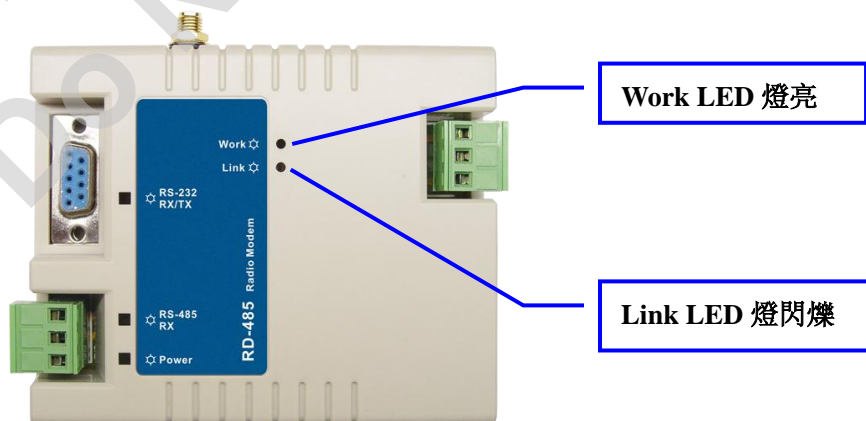 Work LED 燈亮
Work
Link
RS-232
RX/TX
RD-485 Radio Modem
RS-485
RX
Power
Link LED 燈閃爍